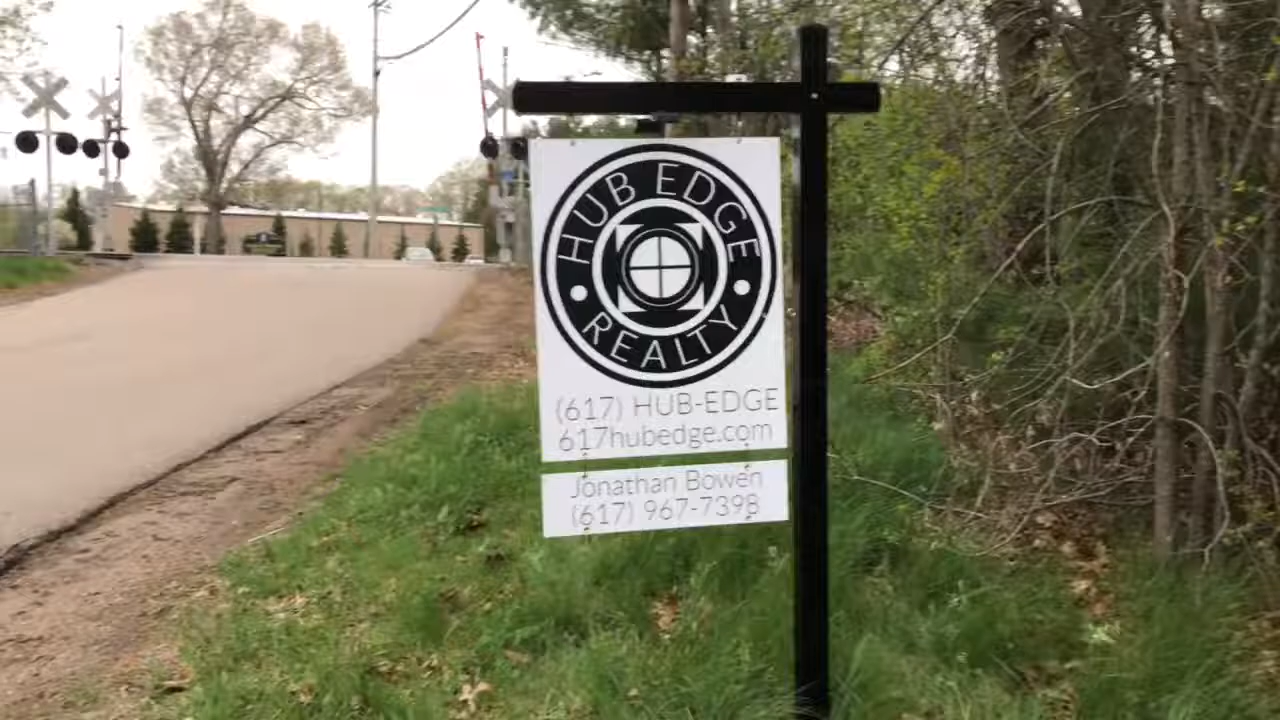 HUB EDGE
REALTY
(617) HUB-EDGE
617hubedge.com
Jonathan Bowen
(617) 967-7398